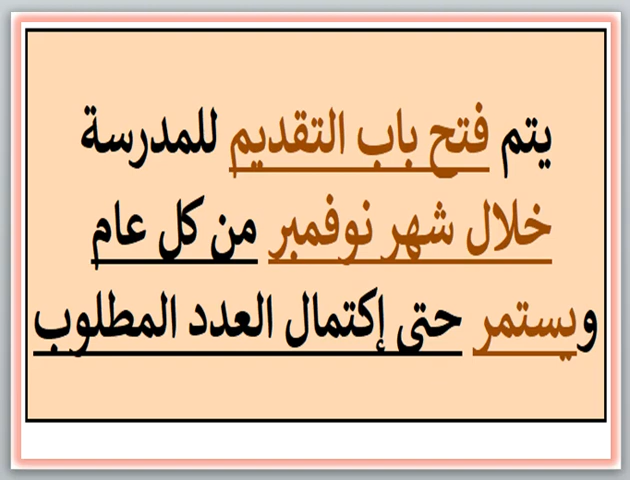 يتم فتح باب التقديم للمدرسة
خلال شهر نوفمبر من كل عام
ويستمر حتى إكتمال العدد المطلوب